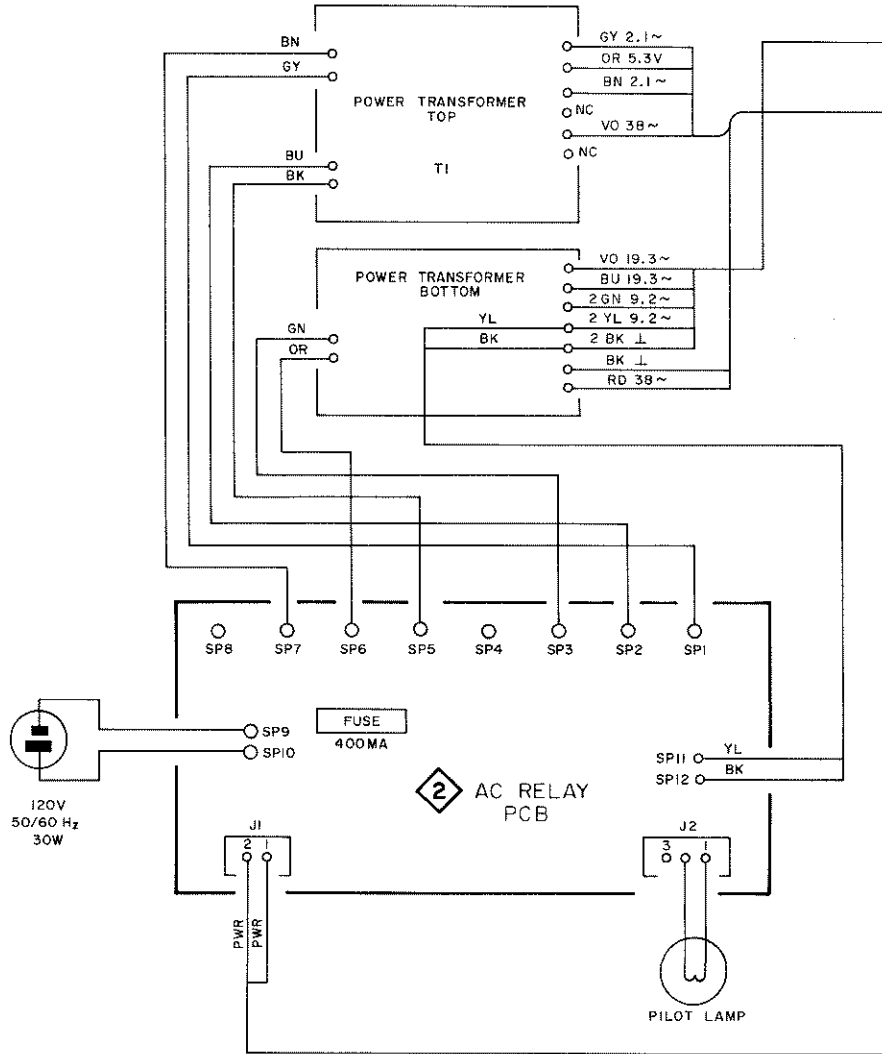 BN
GY
POWER TRANSFORMER
TOP
T1
BU
BK
GY 2.1~
OR 5.3V
BN 2.1~
NC
VO 38~
NC
POWER TRANSFORMER
BOTTOM
GN
OR
YL
BK
VO 19.3~
BU 19.3~
2 GN 9.2~
2 YL 9.2~
2 BK ⊥
BK ⊥
RD 38~
SP8 SP7 SP6 SP5 SP4 SP3 SP2 SP1
SP9
SP10
FUSE
400MA
120V
50/60 Hz
30W
2
AC RELAY
PCB
SP11 YL
SP12 BK
J1
2 1
PWR
PWR
J2
3 1
PILOT LAMP